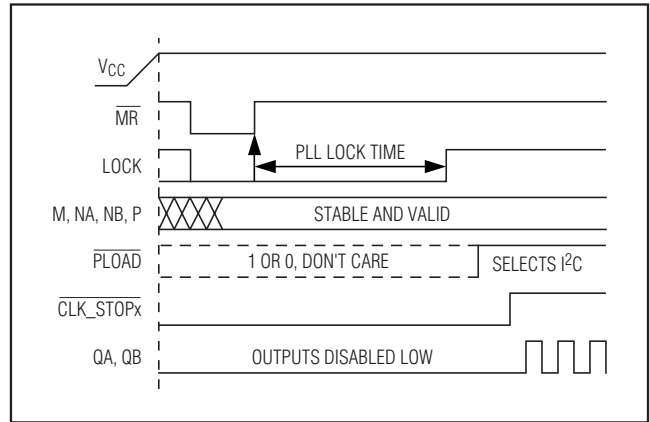 VCC
MR
LOCK
PLL LOCK TIME
M, NA, NB, P
STABLE AND VALID
PLOAD
1 OR 0, DON'T CARE
SELECTS I²C
CLK_STOPx
QA, QB
OUTPUTS DISABLED LOW